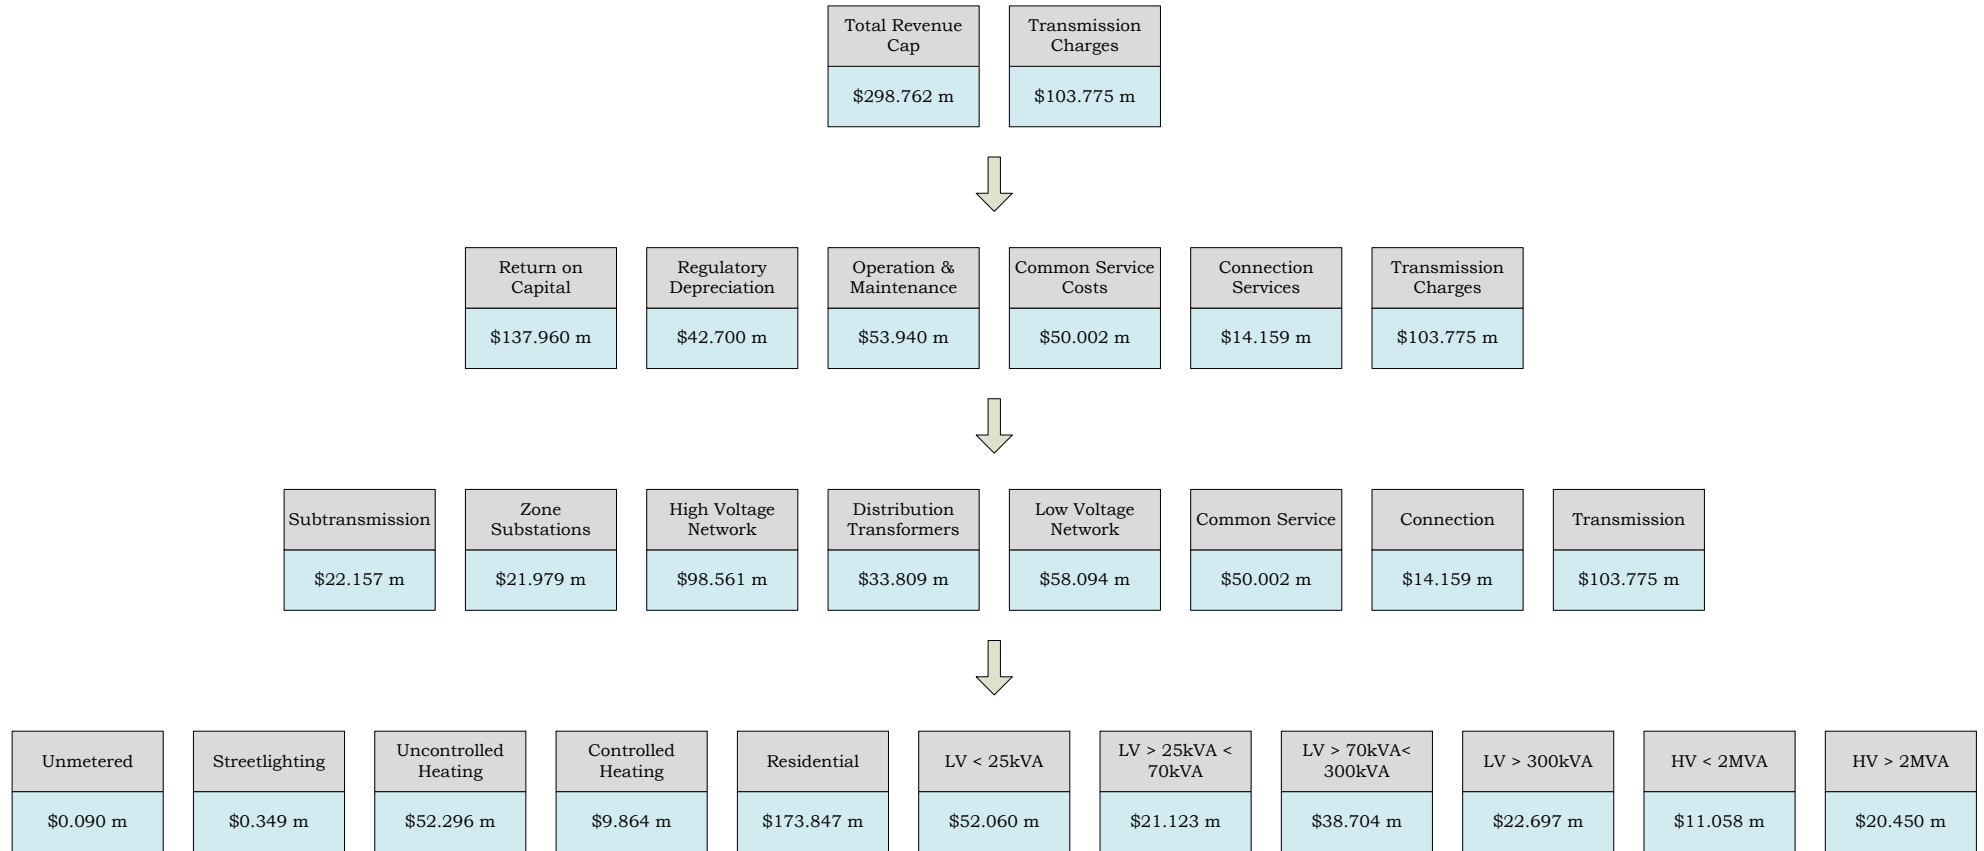 Total Revenue
Cap
$298.762 m
Transmission
Charges
$103.775 m
Return on
Capital
$137.960 m
Regulatory
Depreciation
$42.700 m
Operation &
Maintenance
$53.940 m
Common Service
Costs
$50.002 m
Connection
Services
$14.159 m
Transmission
Charges
$103.775 m
Subtransmission
$22.157 m
Zone
Substations
$21.979 m
High Voltage
Network
$98.561 m
Distribution
Transformers
$33.809 m
Low Voltage
Network
$58.094 m
Common Service
$50.002 m
Connection
$14.159 m
Transmission
$103.775 m
Unmetered
$0.090 m
Streetlighting
$0.349 m
Uncontrolled
Heating
$52.296 m
Controlled
Heating
$9.864 m
Residential
$173.847 m
LV < 25kVA
$52.060 m
LV > 25kVA <
70kVA
$21.123 m
LV > 70kVA<
300kVA
$38.704 m
LV > 300kVA
$22.697 m
HV < 2MVA
$11.058 m
HV > 2MVA
$20.450 m